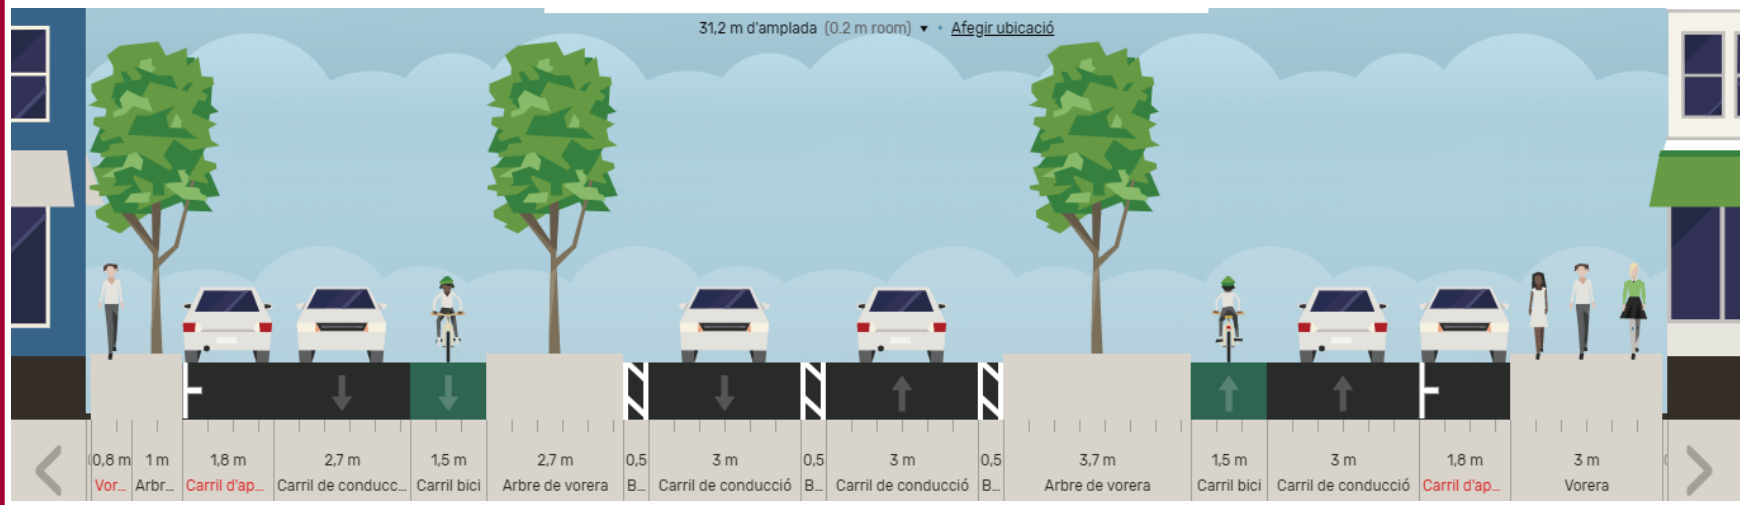 31,2 m d'amplada (0.2 m room) ▾ · Afegir ubicació
0,8 m 1 m 1,8 m 2,7 m 1,5 m 2,7 m 0,5 3 m 0,5 3 m 0,5 3,7 m 1,5 m 3 m 1,8 m 3 m
Vor... Arbr... Carril d'ap... Carril de conducc... Carril bici Arbre de vorera B... Carril de conducció B... Carril de conducció B... Arbre de vorera Carril bici Carril de conducció Carril d'ap... Vorera